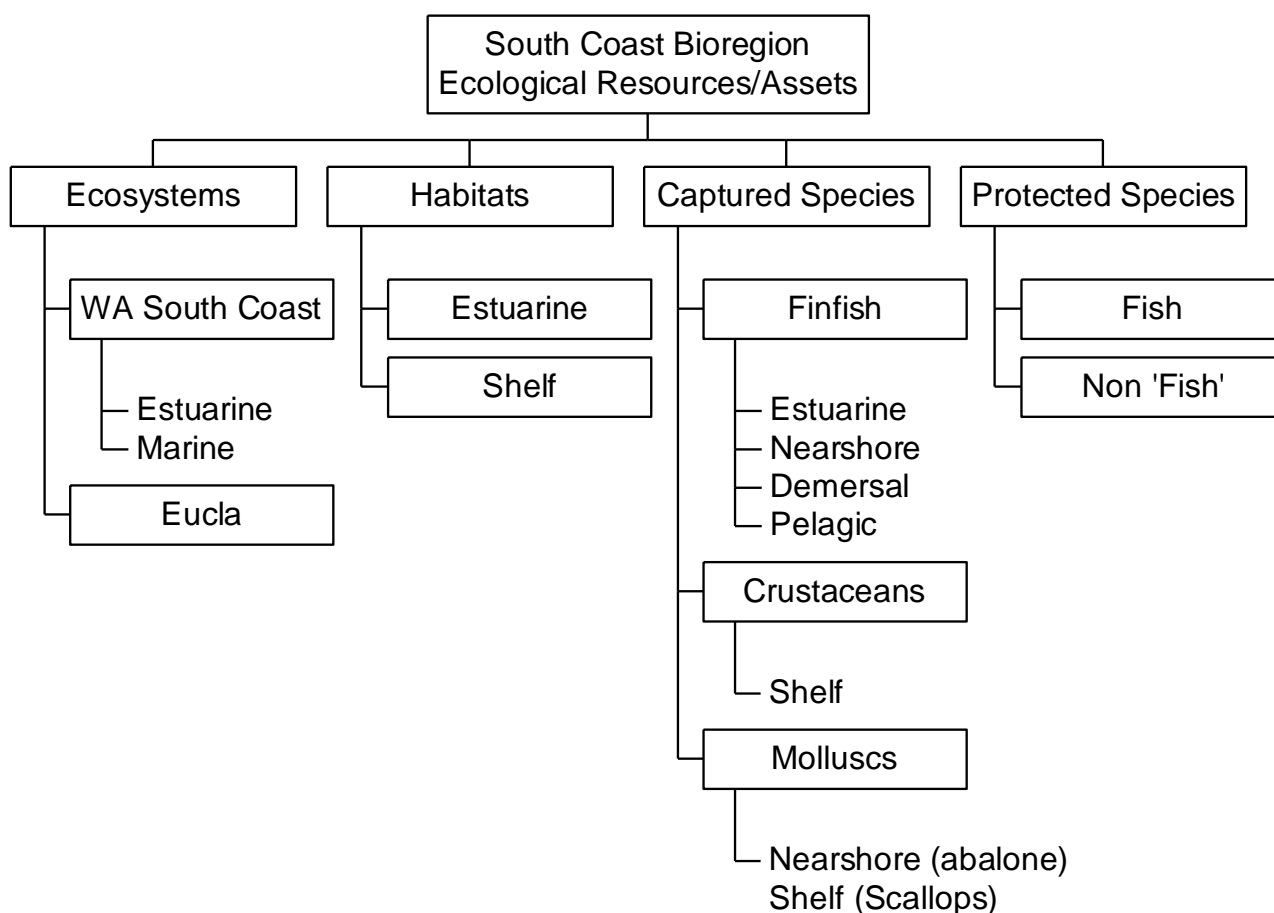 South Coast Bioregion
Ecological Resources/Assets
Ecosystems
Habitats
Captured Species
Protected Species
WA South Coast
Estuarine
Marine
Eucla
Estuarine
Shelf
Finfish
Estuarine
Nearshore
Demersal
Pelagic
Crustaceans
Shelf
Molluscs
Nearshore (abalone)
Shelf (Scallops)
Fish
Non 'Fish'